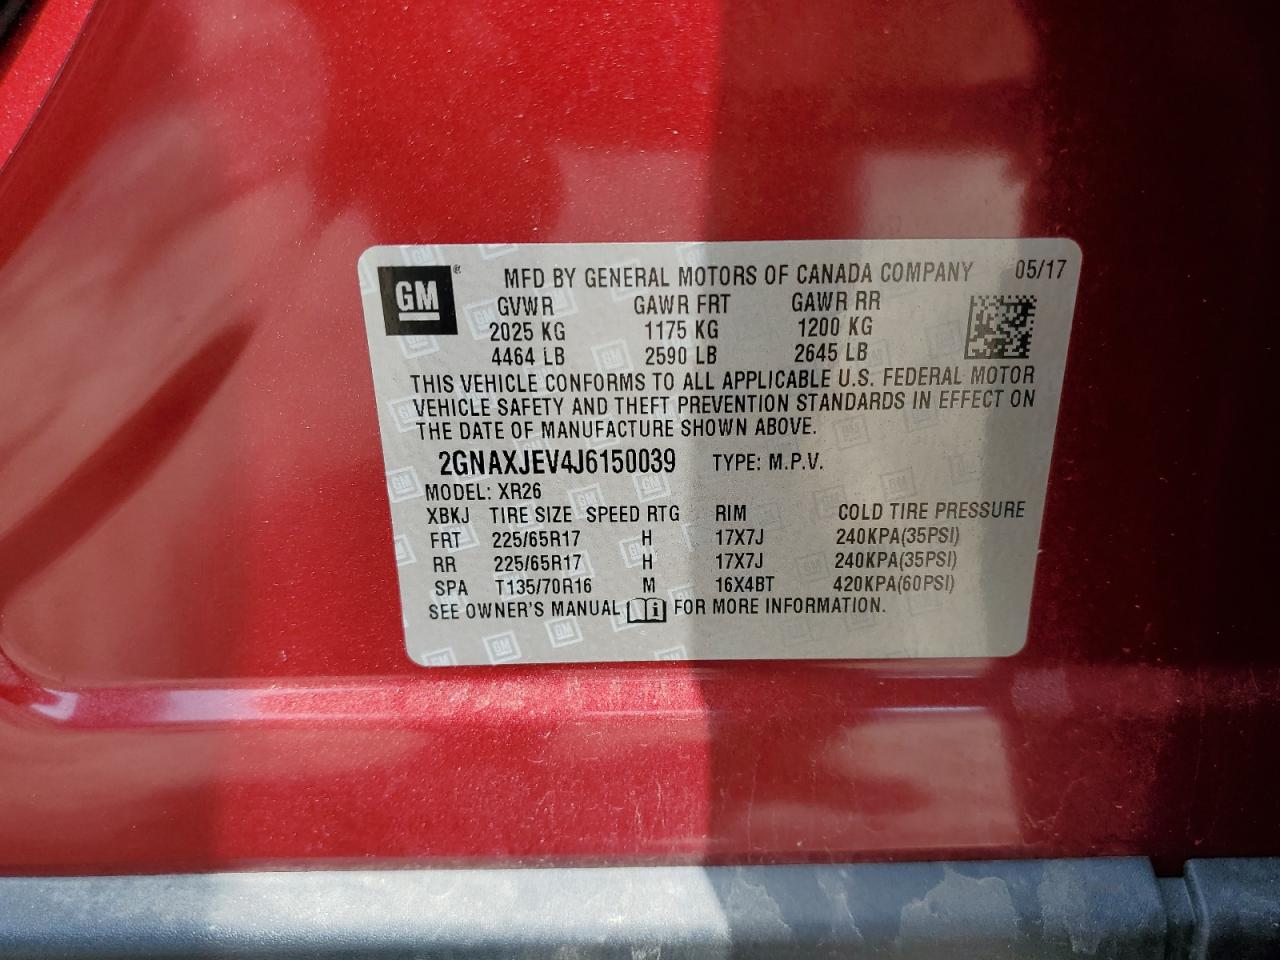 GM ® MFD BY GENERAL MOTORS OF CANADA COMPANY 05/17
GVWR GAWR FRT GAWR RR
2025 KG 1175 KG 1200 KG
4464 LB 2590 LB 2645 LB
THIS VEHICLE CONFORMS TO ALL APPLICABLE U.S. FEDERAL MOTOR
VEHICLE SAFETY AND THEFT PREVENTION STANDARDS IN EFFECT ON
THE DATE OF MANUFACTURE SHOWN ABOVE.
2GNAXJEV4J6150039 TYPE: M.P.V.
MODEL: XR26
XBKJ TIRE SIZE SPEED RTG RIM COLD TIRE PRESSURE
FRT 225/65R17 H 17X7J 240KPA(35PSI)
RR 225/65R17 H 17X7J 240KPA(35PSI)
SPA T135/70R16 M 16X4BT 420KPA(60PSI)
SEE OWNER'S MANUAL i FOR MORE INFORMATION.